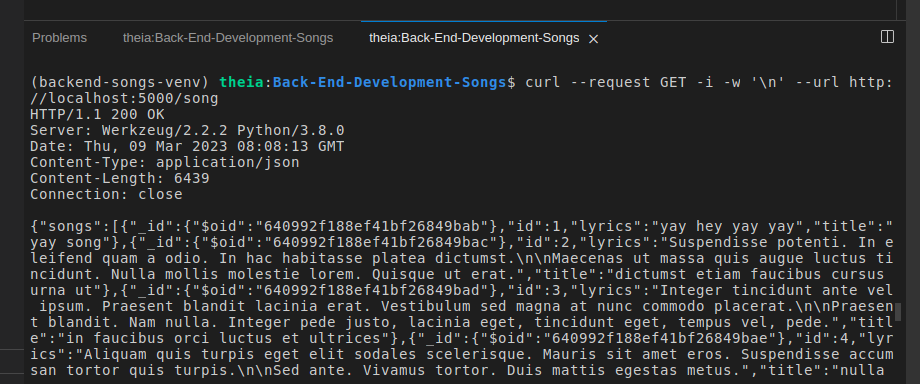 Problems theia:Back-End-Development-Songs theia:Back-End-Development-Songs ×
(backend-songs-venv) theia:Back-End-Development-Songs$ curl --request GET -i -w '\n' --url http:
//localhost:5000/song
HTTP/1.1 200 OK
Server: Werkzeug/2.2.2 Python/3.8.0
Date: Thu, 09 Mar 2023 08:08:13 GMT
Content-Type: application/json
Content-Length: 6439
Connection: close
{"songs":[{"_id":{"$oid":"640992f188ef41bf26849bab"},"id":1,"lyrics":"yay hey yay yay","title":"
yay song"},{"_id":{"$oid":"640992f188ef41bf26849bac"},"id":2,"lyrics":"Suspendisse potenti. In e
leifend quam a odio. In hac habitasse platea dictumst.\n\nMaecenas ut massa quis augue luctus ti
ncidunt. Nulla mollis molestie lorem. Quisque ut erat.","title":"dictumst etiam faucibus cursus 
urna ut"},{"_id":{"$oid":"640992f188ef41bf26849bad"},"id":3,"lyrics":"Integer tincidunt ante vel
 ipsum. Praesent blandit lacinia erat. Vestibulum sed magna at nunc commodo placerat.\n\nPraesen
t blandit. Nam nulla. Integer pede justo, lacinia eget, tincidunt eget, tempus vel, pede.","titl
e":"in faucibus orci luctus et ultrices"},{"_id":{"$oid":"640992f188ef41bf26849bae"},"id":4,"lyr
ics":"Aliquam quis turpis eget elit sodales scelerisque. Mauris sit amet eros. Suspendisse accum
san tortor quis turpis.\n\nSed ante. Vivamus tortor. Duis mattis egestas metus.","title":"nulla